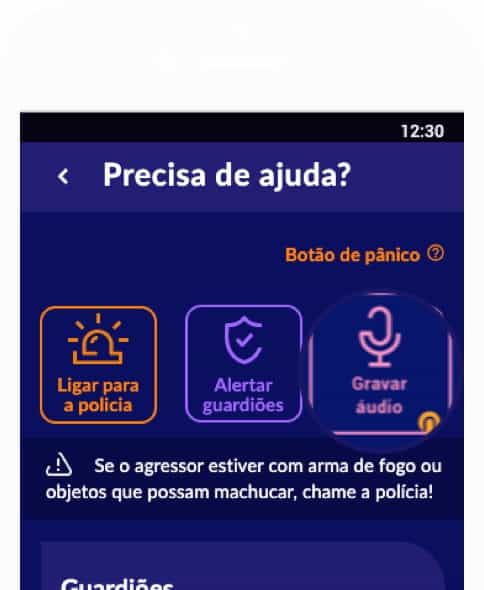 12:30
Precisa de ajuda?
Botão de pânico
Ligar para
a policia
Alertar
guardiões
Gravar
áudio
Se o agressor estiver com arma de fogo ou
objetos que possam machucar, chame a polícia!
Guardiões